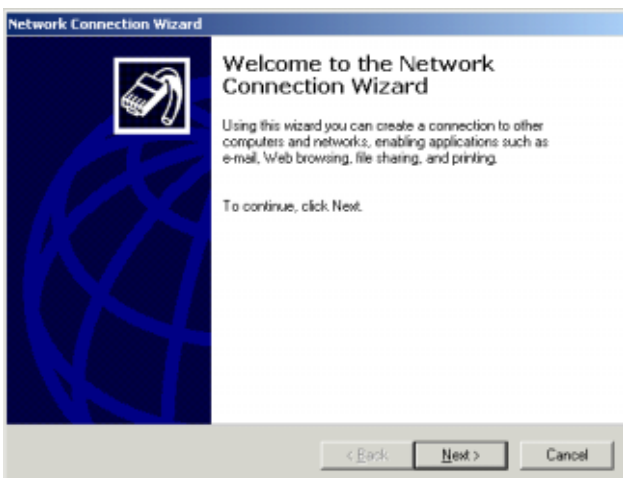 Network Connection Wizard
Welcome to the Network
Connection Wizard
Using this wizard you can create a connection to other
computers and networks, enabling applications such as
e-mail, Web browsing, file sharing, and printing.
To continue, click Next.
< Back
Next >
Cancel